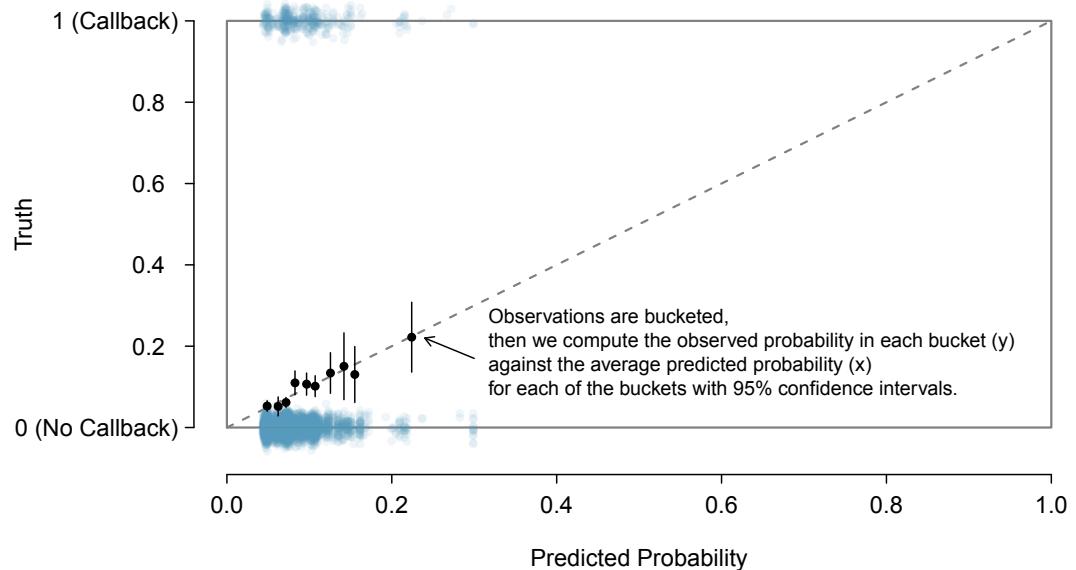 1 (Callback)
0.8
0.6
0.4
0.2
0 (No Callback)
Truth
Observations are bucketed,
then we compute the observed probability in each bucket (y)
against the average predicted probability (x)
for each of the buckets with 95% confidence intervals.
0.0 0.2 0.4 0.6 0.8 1.0
Predicted Probability